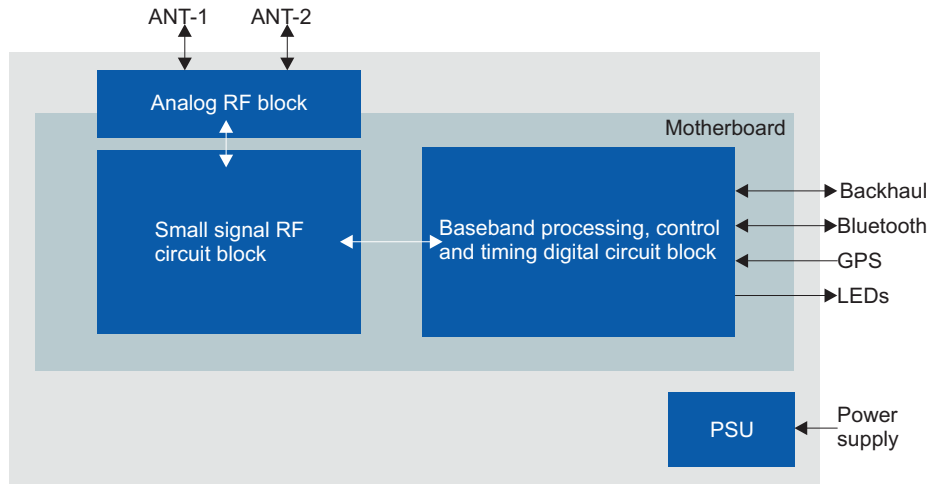 ANT-1
ANT-2
Analog RF block
Motherboard
Small signal RF
circuit block
Baseband processing, control
and timing digital circuit block
Backhaul
Bluetooth
GPS
LEDs
PSU
Power
supply